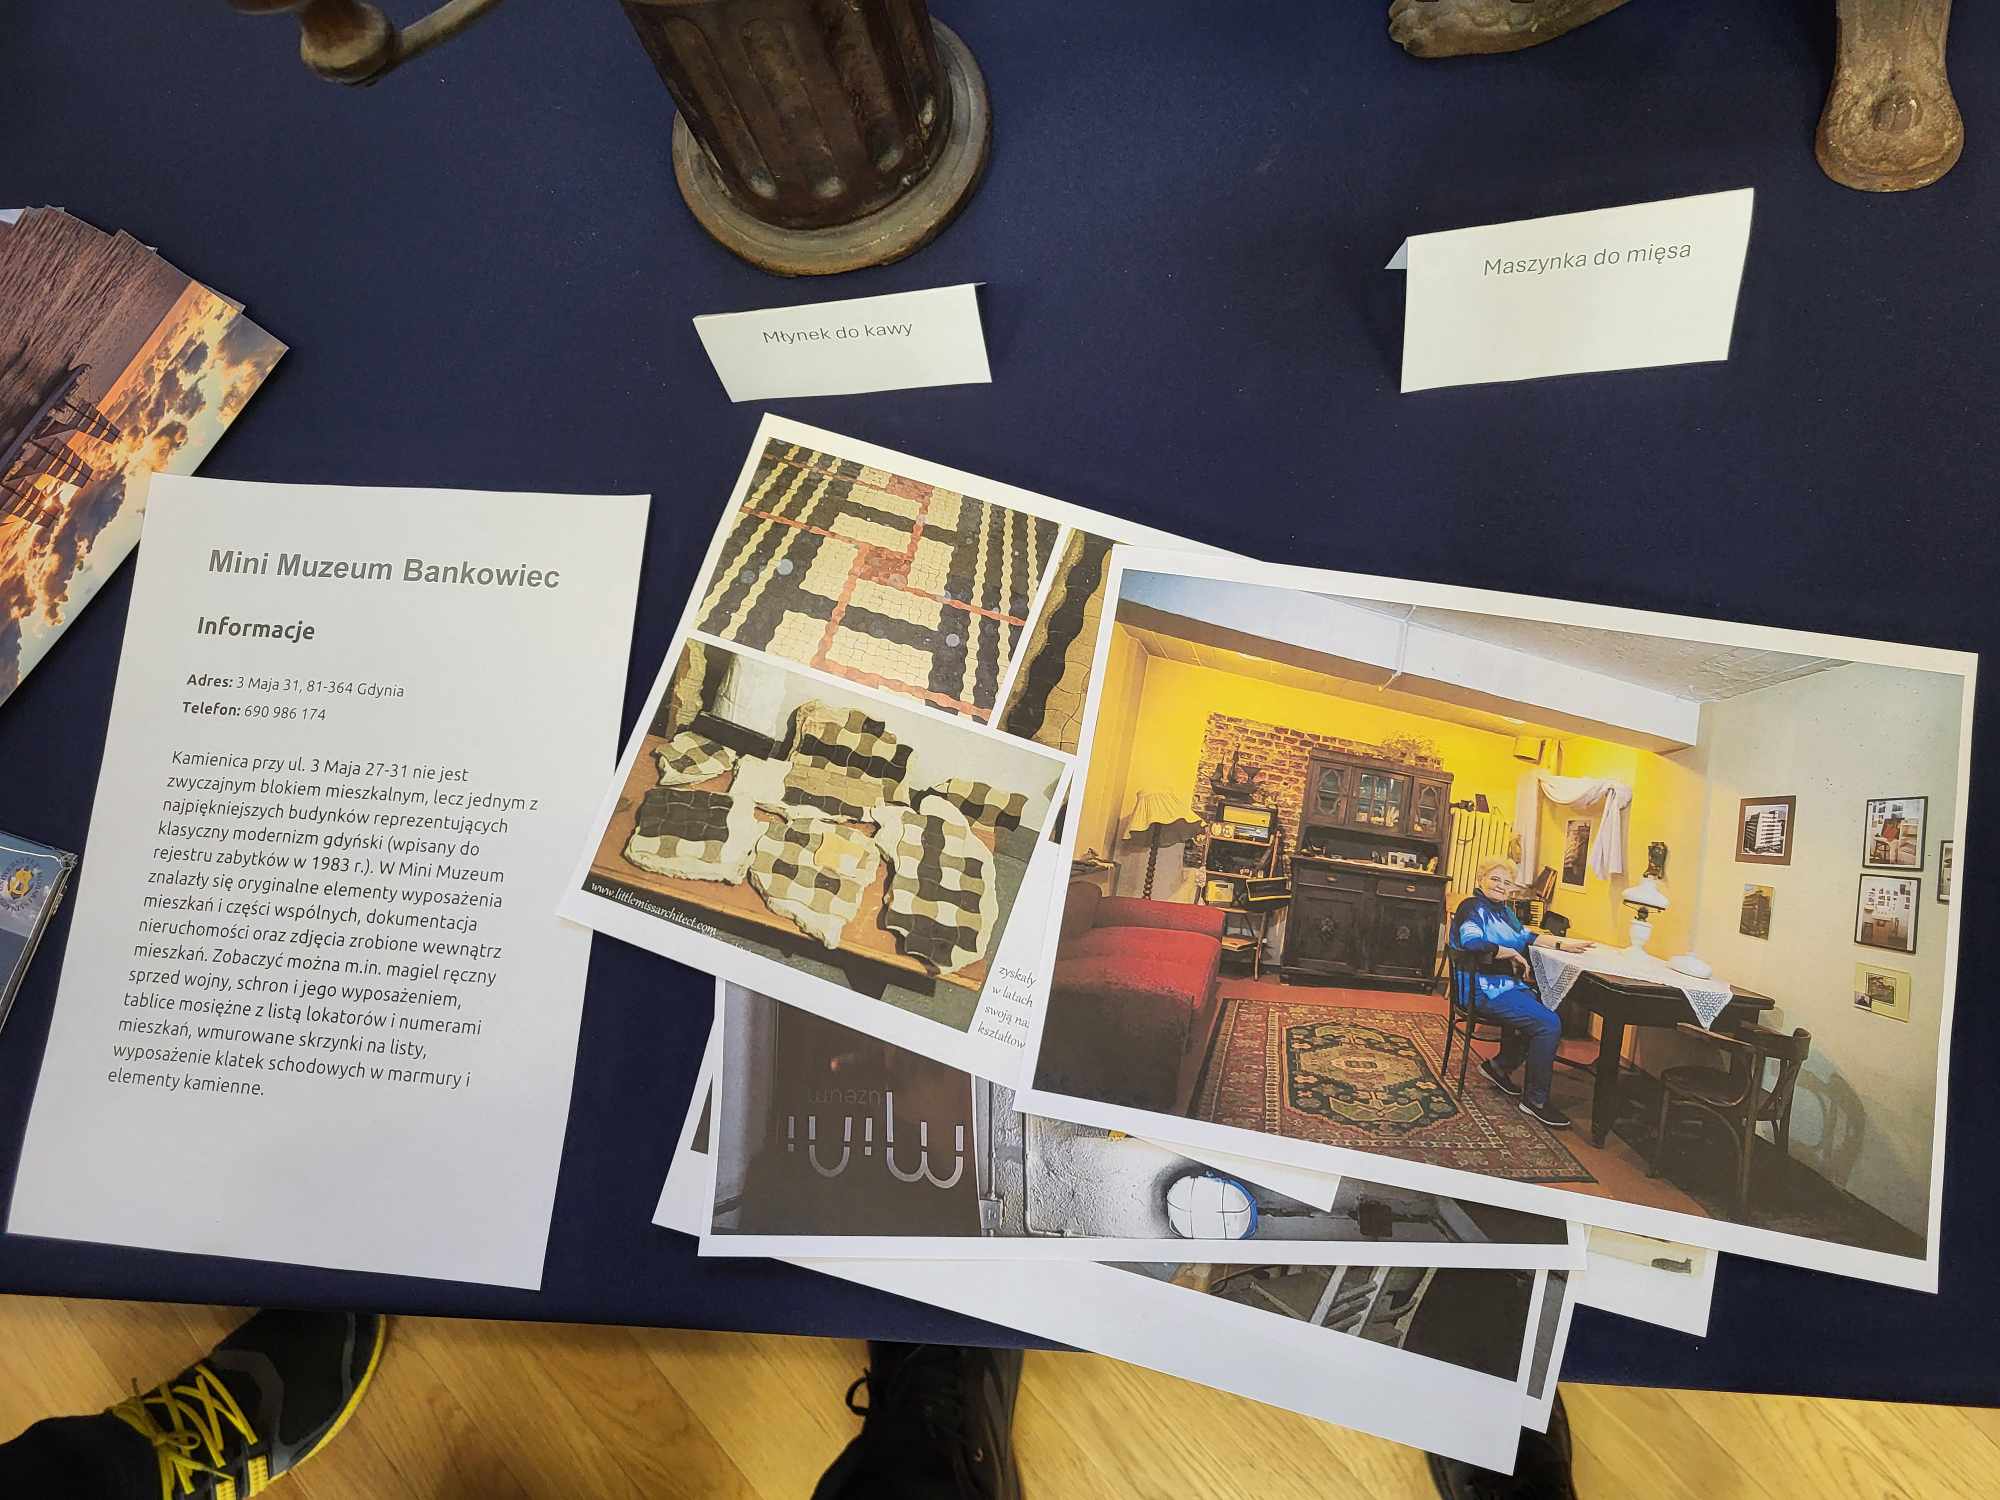 Młynek do kawy
Maszynka do mięsa
Mini Muzeum Bankowiec
Informacje
Adres: 3 Maja 31, 81-364 Gdynia
Telefon: 690 986 174
Kamienica przy ul. 3 Maja 27-31 nie jest
zwyczajnym blokiem mieszkalnym, lecz jednym z
najpiękniejszych budynków reprezentujących
klasyczny modernizm gdyński (wpisany do
rejestru zabytków w 1983 r.). W Mini Muzeum
znalazły się oryginalne elementy wyposażenia
mieszkań i części wspólnych, dokumentacja
nieruchomości oraz zdjęcia zrobione wewnątrz
mieszkań. Zobaczyć można m.in. magiel ręczny
sprzed wojny, schron i jego wyposażeniem,
tablice mosiężne z listą lokatorów i numerami
mieszkań, wmurowane skrzynki na listy,
wyposażenie klatek schodowych w marmury i
elementy kamienne.
www.littlemissarchitect.com
zyskały
w latach
swoją na
kształtow
mini